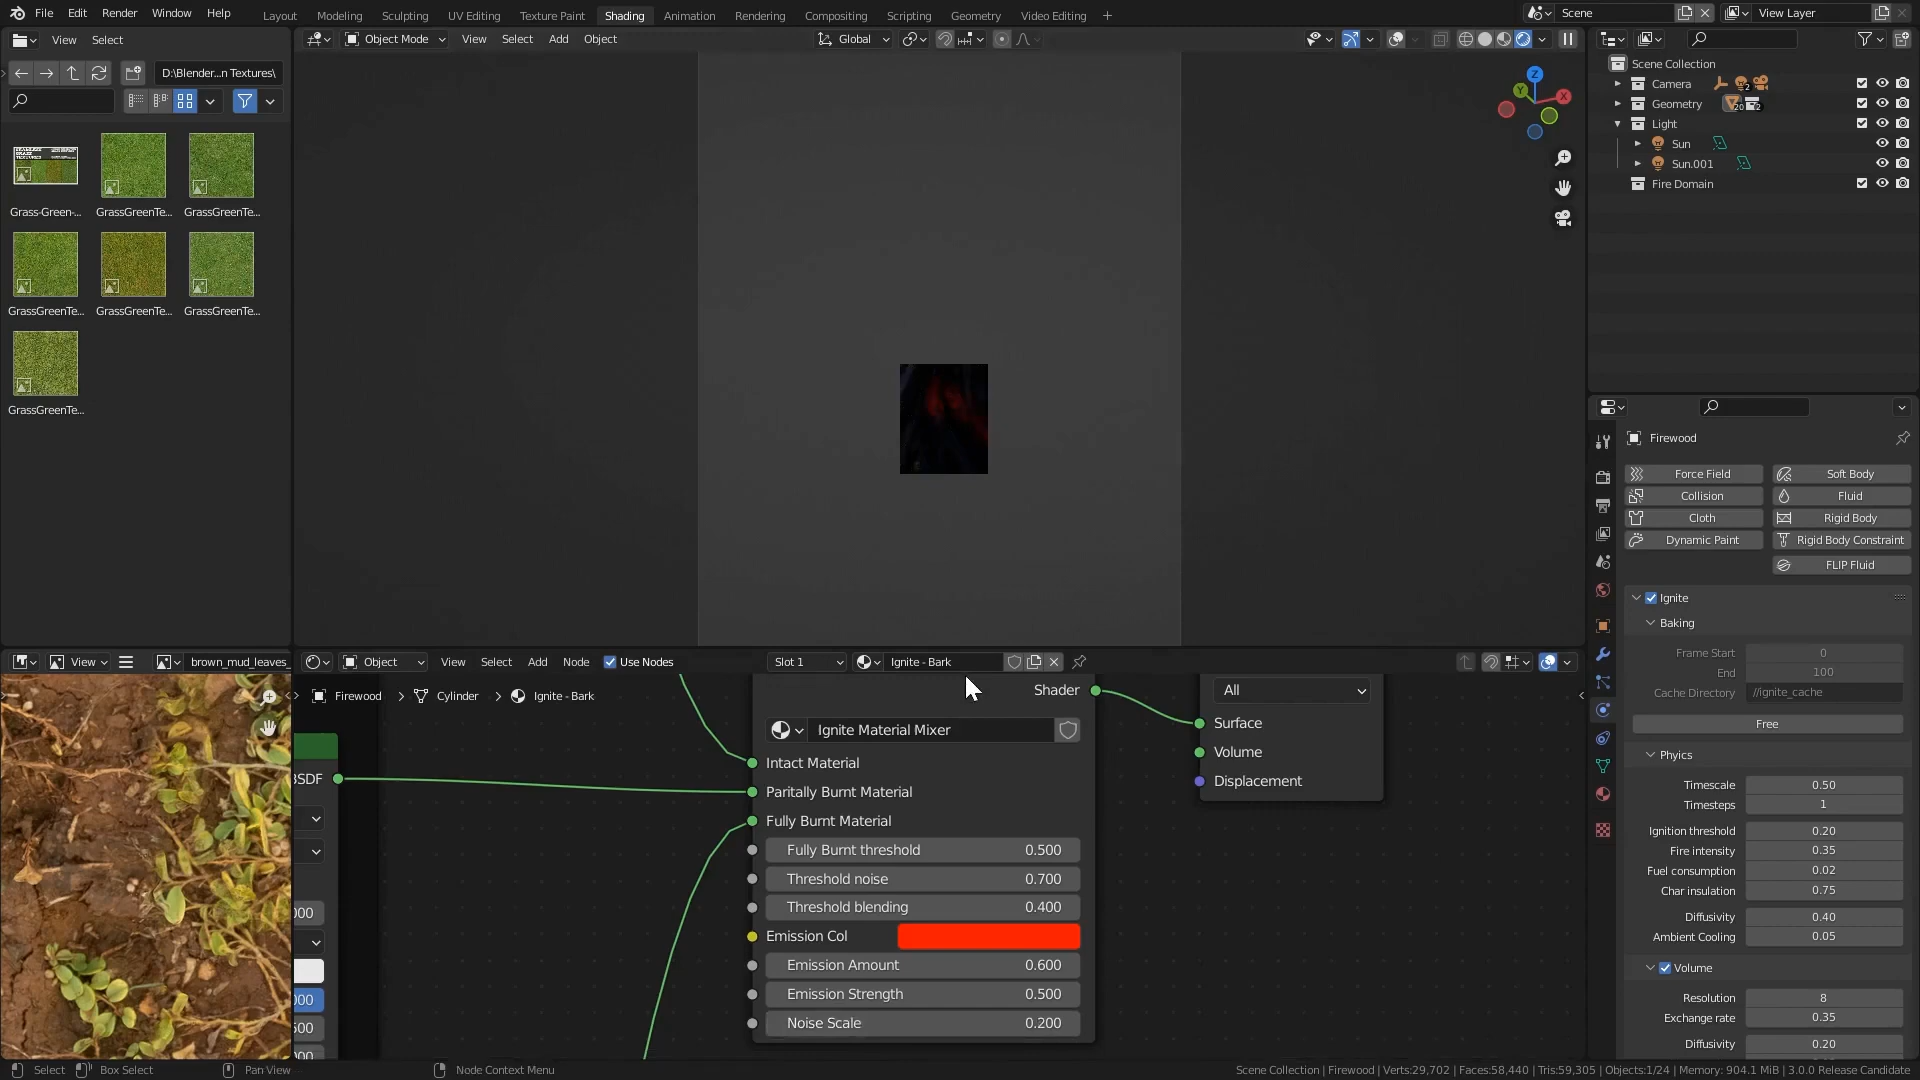 File Edit Render Window Help
Layout Modeling Sculpting UV Editing Texture Paint Shading Animation Rendering Compositing Scripting Geometry Video Editing +
Scene
View Layer
View Select
D:\Blender...n Textures\
Grass-Green-... GrassGreenTe... GrassGreenTe...
GrassGreenTe... GrassGreenTe... GrassGreenTe...
GrassGreenTe...
Object Mode View Select Add Object
Global
Z
Y
X
Scene Collection
Camera 2
Geometry 20 2
Light
Sun
Sun.001
Fire Domain
Firewood
Force Field Soft Body
Collision Fluid
Cloth Rigid Body
Dynamic Paint Rigid Body Constraint
FLIP Fluid
Ignite
Baking
Frame Start 0
End 100
Cache Directory //ignite_cache
Free
Phyics
Timescale 0.50
Timesteps 1
Ignition threshold 0.20
Fire intensity 0.35
Fuel consumption 0.02
Char insulation 0.75
Diffusivity 0.40
Ambient Cooling 0.05
Volume
Resolution 8
Exchange rate 0.35
Diffusivity 0.20
View
brown_mud_leaves_
Object View Select Add Node Use Nodes
Slot 1
Ignite - Bark
Firewood > Cylinder > Ignite - Bark
BSDF
Shader
Ignite Material Mixer
Intact Material
Paritally Burnt Material
Fully Burnt Material
Fully Burnt threshold 0.500
Threshold noise 0.700
Threshold blending 0.400
Emission Col
Emission Amount 0.600
Emission Strength 0.500
Noise Scale 0.200
All
Surface
Volume
Displacement
Select Box Select Pan View Node Context Menu
Scene Collection | Firewood | Verts:29,702 | Faces:58,440 | Tris:59,305 | Objects:1/24 | Memory: 904.1 MiB | 3.0.0 Release Candidate